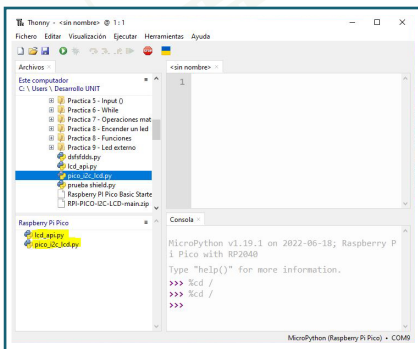 Thonny - <sin nombre> @ 1:1
Fichero Editar Visualización Ejecutar Herramientas Ayuda
Archivos
Este computador
C: \ Users \ Desarrollo UNIT
Practica 5 - Input ()
Practica 6 - While
Practica 7 - Operaciones mat
Practica 8 - Encender un led
Practica 8 - Funciones
Practica 9 - Led externo
lcd_api.py
pico_i2c_lcd.py
prueba shield.py
Raspberry PI Pico Basic Starte
RPI-PICO-I2C-LCD-main.zip
Raspberry Pi Pico
lcd_api.py
pico_i2c_lcd.py
<sin nombre>
1
Consola
MicroPython v1.19.1 on 2022-06-18; Raspberry P
i Pico with RP2040
Type "help()" for more information.
>>> %cd /
>>> %cd /
>>>
MicroPython (Raspberry Pi Pico) • COM9